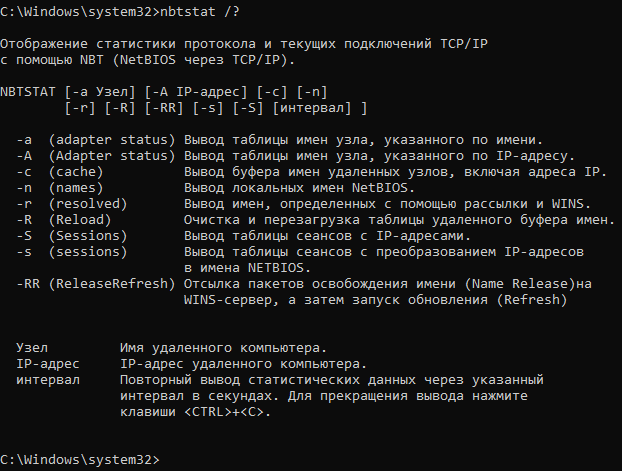 C:\Windows\system32>nbtstat /?
Отображение статистики протокола и текущих подключений TCP/IP
с помощью NBT (NetBIOS через TCP/IP).
NBTSTAT [-a Узел] [-A IP-адрес] [-c] [-n]
        [-r] [-R] [-RR] [-s] [-S] [интервал] ]
  -a  (adapter status) Вывод таблицы имен узла, указанного по имени.
  -A  (Adapter status) Вывод таблицы имен узла, указанного по IP-адресу.
  -c  (cache)          Вывод буфера имен удаленных узлов, включая адреса IP.
  -n  (names)          Вывод локальных имен NetBIOS.
  -r  (resolved)       Вывод имен, определенных с помощью рассылки и WINS.
  -R  (Reload)         Очистка и перезагрузка таблицы удаленного буфера имен.
  -S  (Sessions)       Вывод таблицы сеансов с IP-адресами.
  -s  (sessions)       Вывод таблицы сеансов с преобразованием IP-адресов
                       в имена NETBIOS.
  -RR (ReleaseRefresh) Отсылка пакетов освобождения имени (Name Release)на
                       WINS-сервер, а затем запуск обновления (Refresh)
  Узел         Имя удаленного компьютера.
  IP-адрес     IP-адрес удаленного компьютера.
  интервал     Повторный вывод статистических данных через указанный
               интервал в секундах. Для прекращения вывода нажмите
               клавиши <CTRL>+<C>.
C:\Windows\system32>